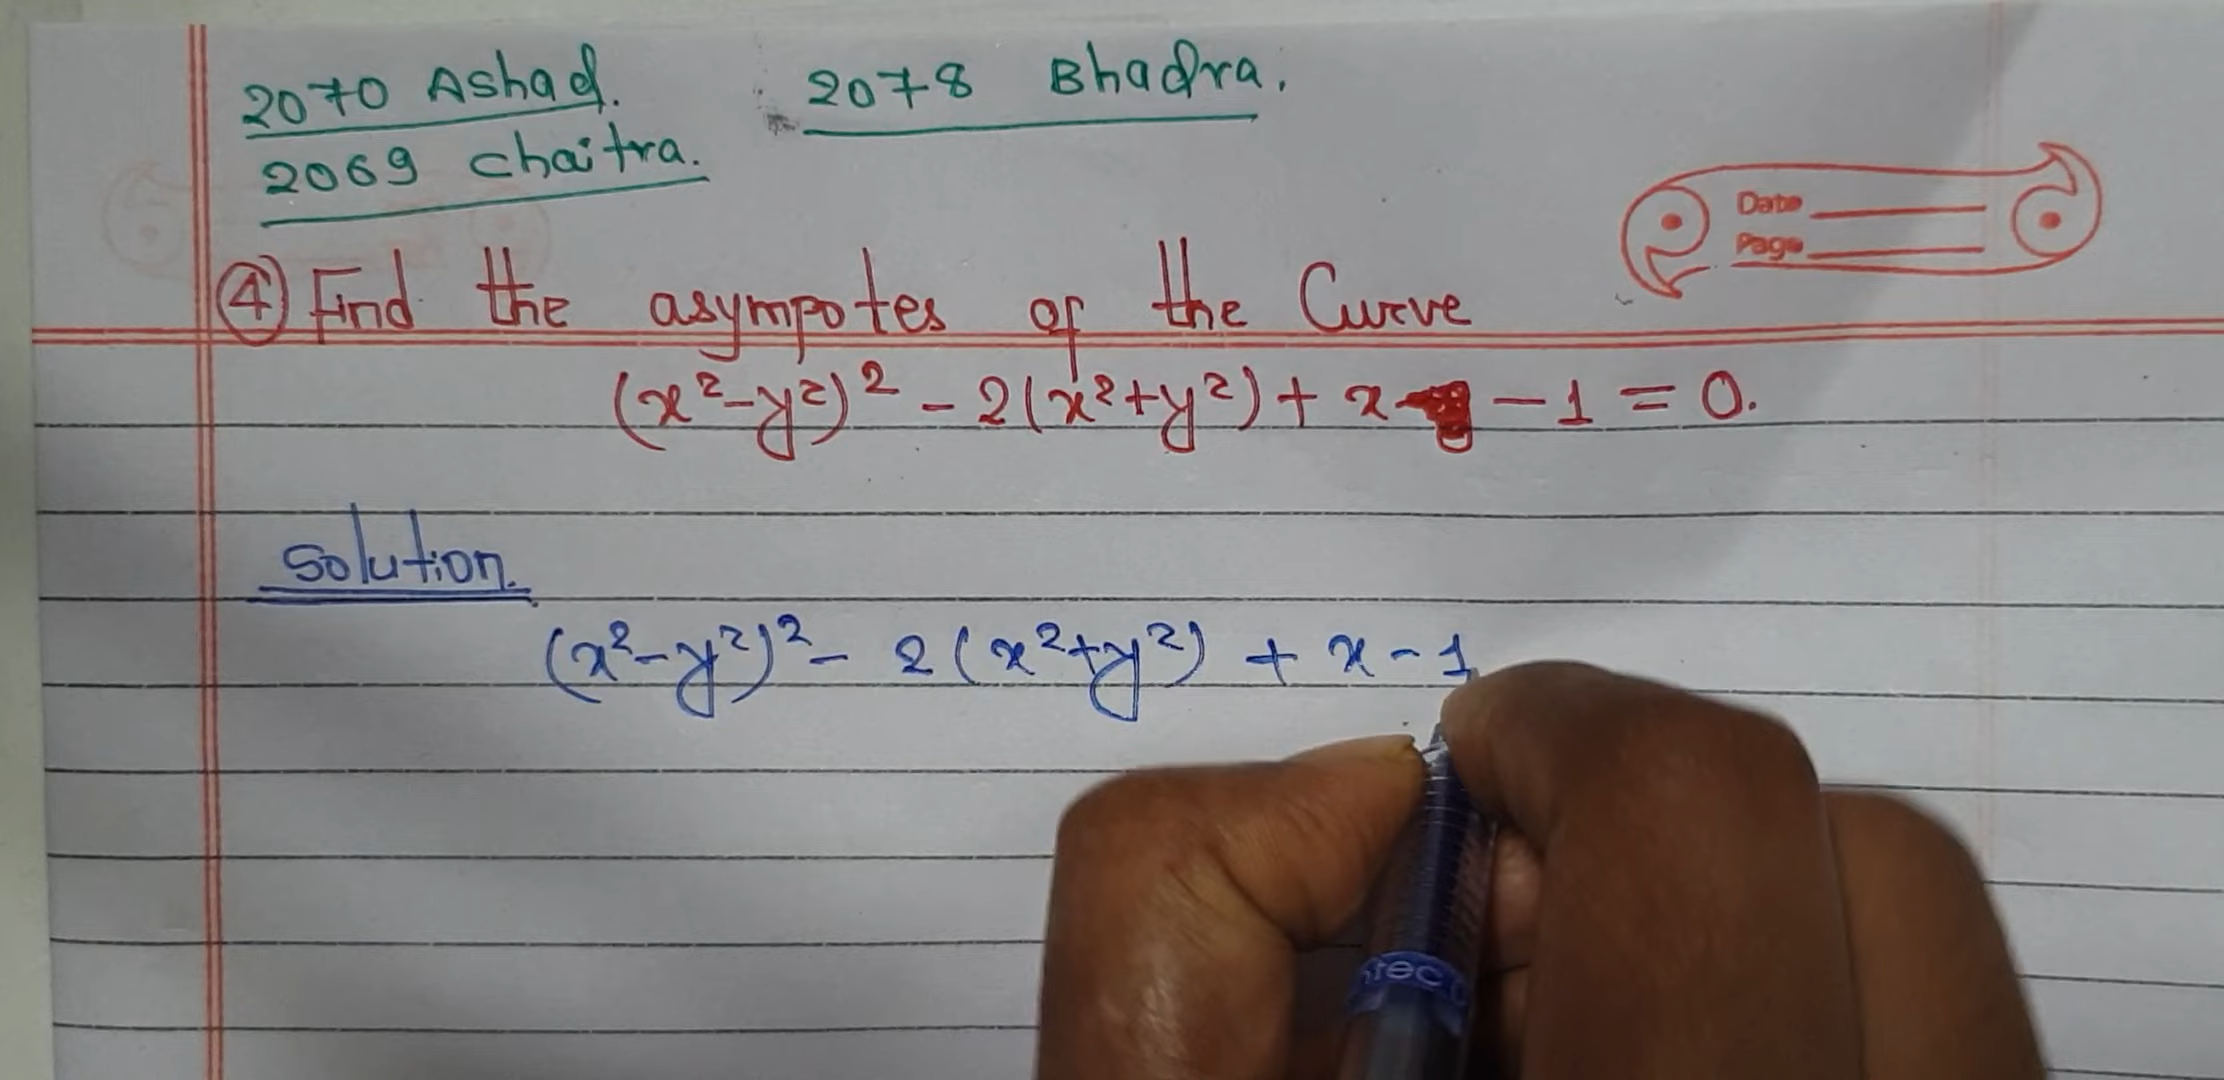 2070 Ashad. 2078 Bhadra.
2069 chaitra.
Date
Page
④ Find the asympotes of the Curve
(x²-y²)² - 2(x²+y²) + x - 1 = 0.
Solution.
(x²-y²)² - 2(x²+y²) + x - 1